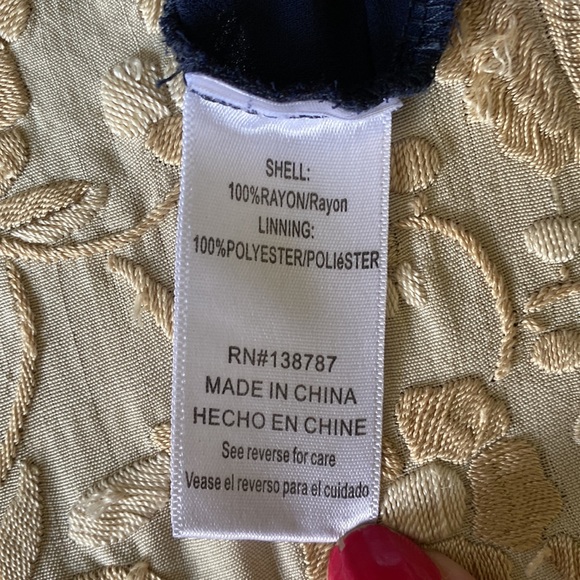 SHELL:
100%RAYON/Rayon
LINNING:
100%POLYESTER/POLIéSTER
RN#138787
MADE IN CHINA
HECHO EN CHINE
See reverse for care
Vease el reverso para el cuidado